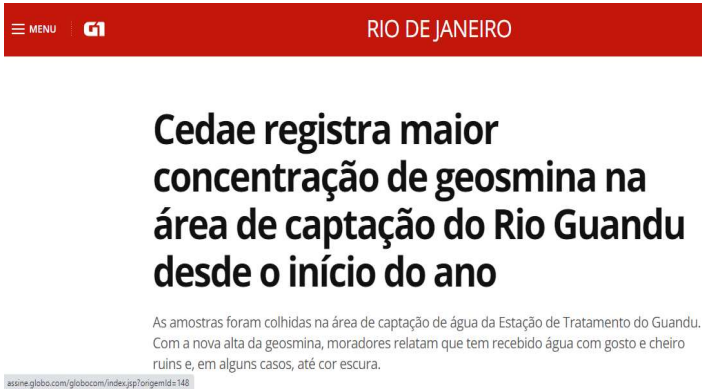 MENU G1 RIO DE JANEIRO
Cedae registra maior
concentração de geosmina na
área de captação do Rio Guandu
desde o início do ano
As amostras foram colhidas na área de captação de água da Estação de Tratamento do Guandu.
Com a nova alta da geosmina, moradores relatam que tem recebido água com gosto e cheiro
ruins e, em alguns casos, até cor escura.
assine.globo.com/globocom/index.jsp?origemId=148